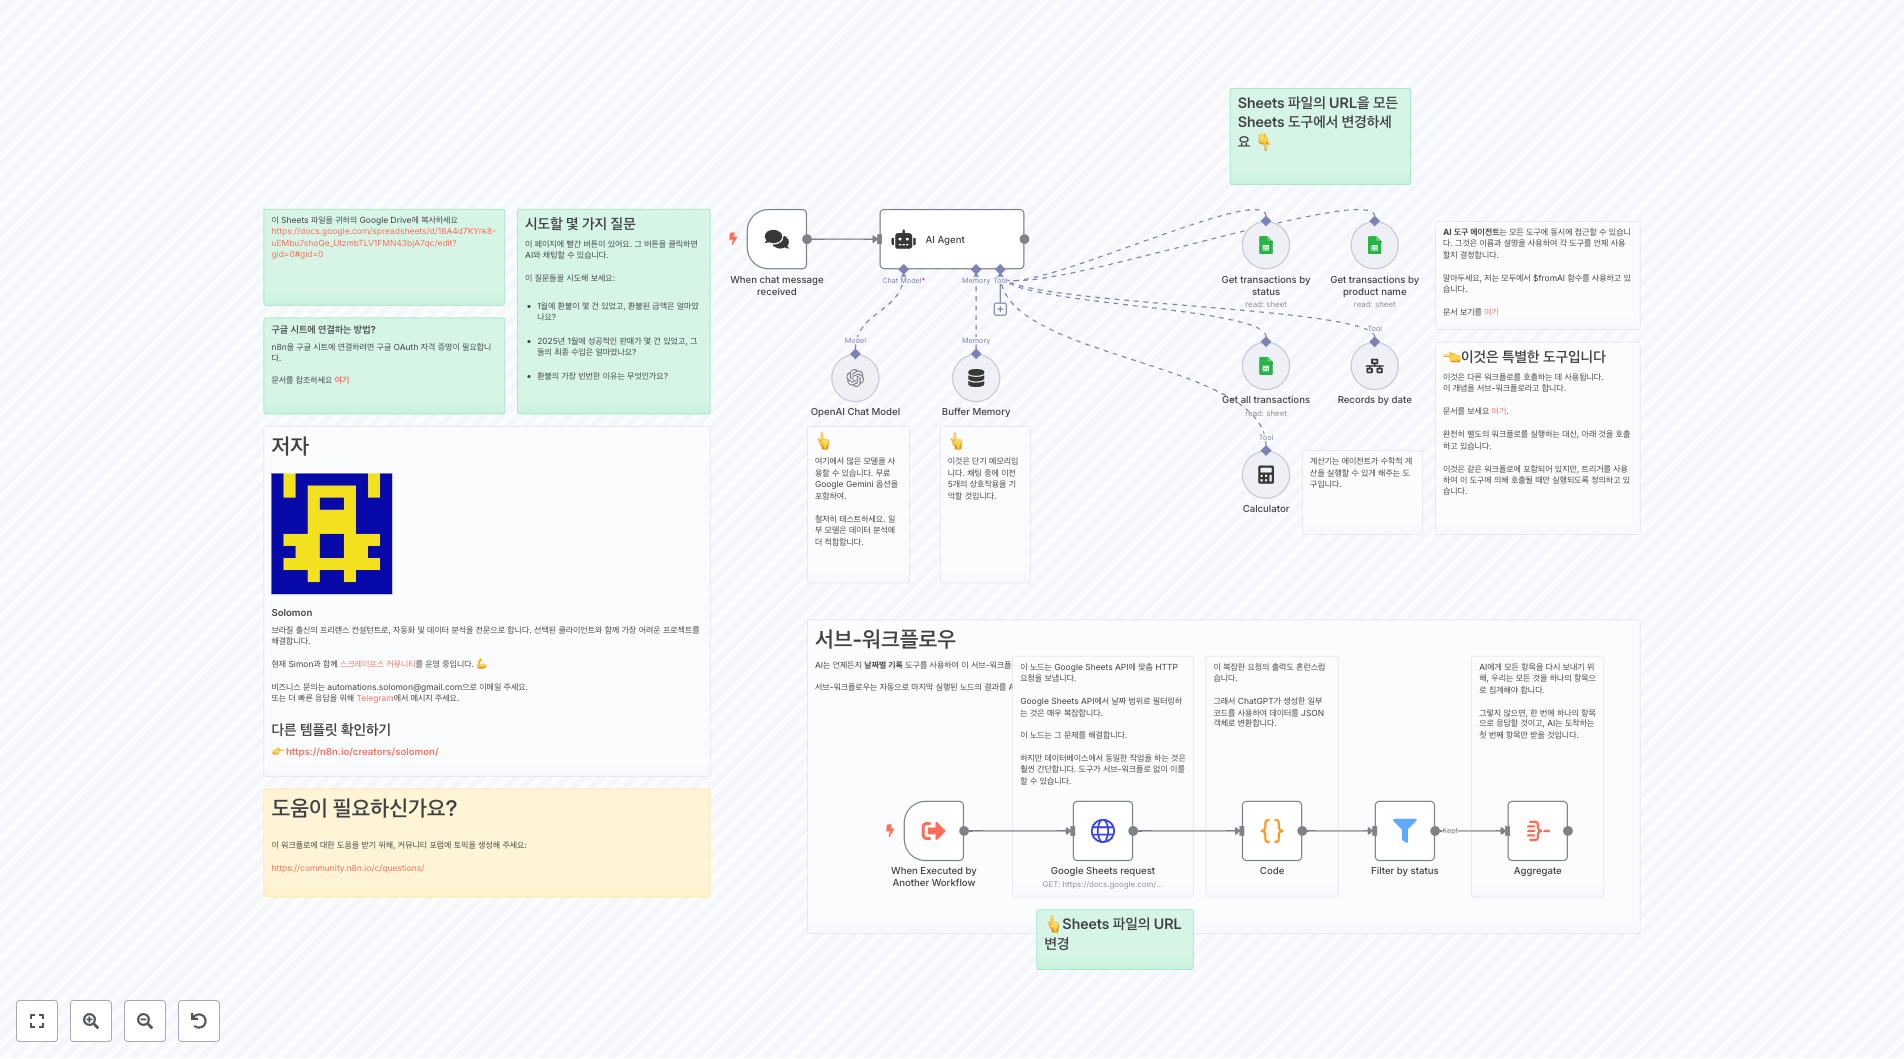 Sheets 파일의 URL을 모든
Sheets 도구에서 변경하세
요 👇
이 Sheets 파일을 귀하의 Google Drive에 복사하세요
https://docs.google.com/spreadsheets/d/18A4d7KYrk8-
uEMbu7shoQe_UIzmbTLV1FMN43bjA7qc/edit?
gid=0#gid=0
구글 시트에 연결하는 방법?
n8n을 구글 시트에 연결하려면 구글 OAuth 자격 증명이 필요합니
다.
문서를 참조하세요 여기
시도할 몇 가지 질문
이 페이지에 빨간 버튼이 있어요. 그 버튼을 클릭하면
AI와 채팅할 수 있습니다.
이 질문들을 시도해 보세요:
• 1월에 환불이 몇 건 있었고, 환불된 금액은 얼마였
나요?
• 2025년 1월에 성공적인 판매가 몇 건 있었고, 그
들의 최종 수입은 얼마였나요?
• 환불의 가장 빈번한 이유는 무엇인가요?
When chat message
received
AI Agent
Chat Model*
Memory
Tool
Model
OpenAI Chat Model
Memory
Buffer Memory
Get transactions by
status
read: sheet
Get transactions by
product name
read: sheet
Get all transactions
read: sheet
Tool
Records by date
Tool
Calculator
AI 도구 에이전트는 모든 도구에 동시에 접근할 수 있습니
다. 그것은 이름과 설명을 사용하여 각 도구를 언제 사용
할지 결정합니다.
알아두세요, 저는 모두에서 $fromAI 함수를 사용하고 있
습니다.
문서 보기를 여기
👈이것은 특별한 도구입니다
이것은 다른 워크플로를 호출하는 데 사용됩니다.
이 개념을 서브-워크플로라고 합니다.
문서를 보세요 여기.
완전히 별도의 워크플로를 실행하는 대신, 아래 것을 호출
하고 있습니다.
이것은 같은 워크플로에 포함되어 있지만, 트리거를 사용
하여 이 도구에 의해 호출될 때만 실행되도록 정의하고 있
습니다.
계산기는 에이전트가 수학적 계
산을 실행할 수 있게 해주는 도
구입니다.
👆
여기에서 많은 모델을 사
용할 수 있습니다. 무료
Google Gemini 옵션을
포함하여.
철저히 테스트하세요. 일
부 모델은 데이터 분석에
더 적합합니다.
👆
이것은 단기 메모리입
니다. 채팅 중에 이전
5개의 상호작용을 기
억할 것입니다.
저자
Solomon
브라질 출신의 프리랜스 컨설턴트로, 자동화 및 데이터 분석을 전문으로 합니다. 선택된 클라이언트와 함께 가장 어려운 프로젝트를
해결합니다.
현재 Simon과 함께 스크레이프스 커뮤니티를 운영 중입니다. 💪
비즈니스 문의는 automations.solomon@gmail.com으로 이메일 주세요.
또는 더 빠른 응답을 위해 Telegram에서 메시지 주세요.
다른 템플릿 확인하기
👉 https://n8n.io/creators/solomon/
도움이 필요하신가요?
이 워크플로에 대한 도움을 받기 위해, 커뮤니티 포럼에 토픽을 생성해 주세요:
https://community.n8n.io/c/questions/
서브-워크플로우
AI는 언제든지 날짜별 기록 도구를 사용하여 이 서브-워크플
서브-워크플로우는 자동으로 마지막 실행된 노드의 결과를 A
이 노드는 Google Sheets API에 맞춤 HTTP
요청을 보냅니다.
Google Sheets API에서 날짜 범위로 필터링하
는 것은 매우 복잡합니다.
이 노드는 그 문제를 해결합니다.
하지만 데이터베이스에서 동일한 작업을 하는 것은
훨씬 간단합니다. 도구가 서브-워크플로 없이 이를
할 수 있습니다.
이 복잡한 요청의 출력도 혼란스럽
습니다.
그래서 ChatGPT가 생성한 일부
코드를 사용하여 데이터를 JSON
객체로 변환합니다.
AI에게 모든 항목을 다시 보내기 위
해, 우리는 모든 것을 하나의 항목으
로 집계해야 합니다.
그렇지 않으면, 한 번에 하나의 항목
으로 응답할 것이고, AI는 도착하는
첫 번째 항목만 받을 것입니다.
When Executed by
Another Workflow
Google Sheets request
GET: https://docs.google.com/...
Code
Filter by status
Kept
Aggregate
👆Sheets 파일의 URL
변경